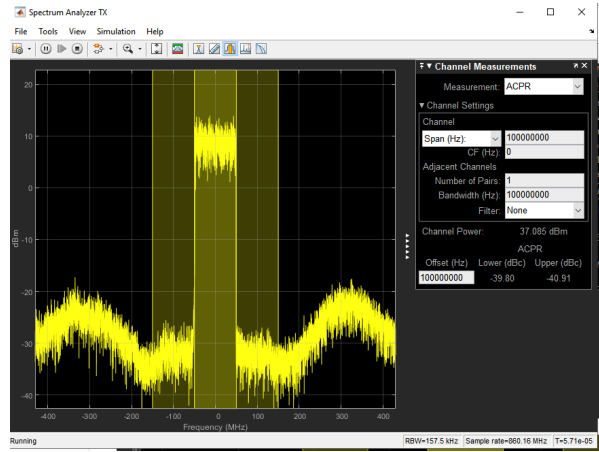 Spectrum Analyzer TX
File Tools View Simulation Help
Channel Measurements
Measurement: ACPR
Channel Settings
Channel
Span (Hz): 100000000
CF (Hz): 0
Adjacent Channels
Number of Pairs: 1
Bandwidth (Hz): 100000000
Filter: None
Channel Power: 37.085 dBm
ACPR
Offset (Hz) Lower (dBc) Upper (dBc)
100000000 -39.80 -40.91
20
10
0
-10
-20
-30
-40
dBm
-400 -300 -200 -100 0 100 200 300 400
Frequency (MHz)
Running RBW=157.5 kHz Sample rate=860.16 MHz T=5.71e-05